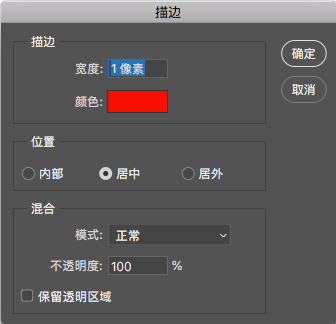 描边
描边
确定
宽度: 1 像素
取消
颜色:
位置
内部 居中 居外
混合
模式: 正常
不透明度: 100 %
保留透明区域